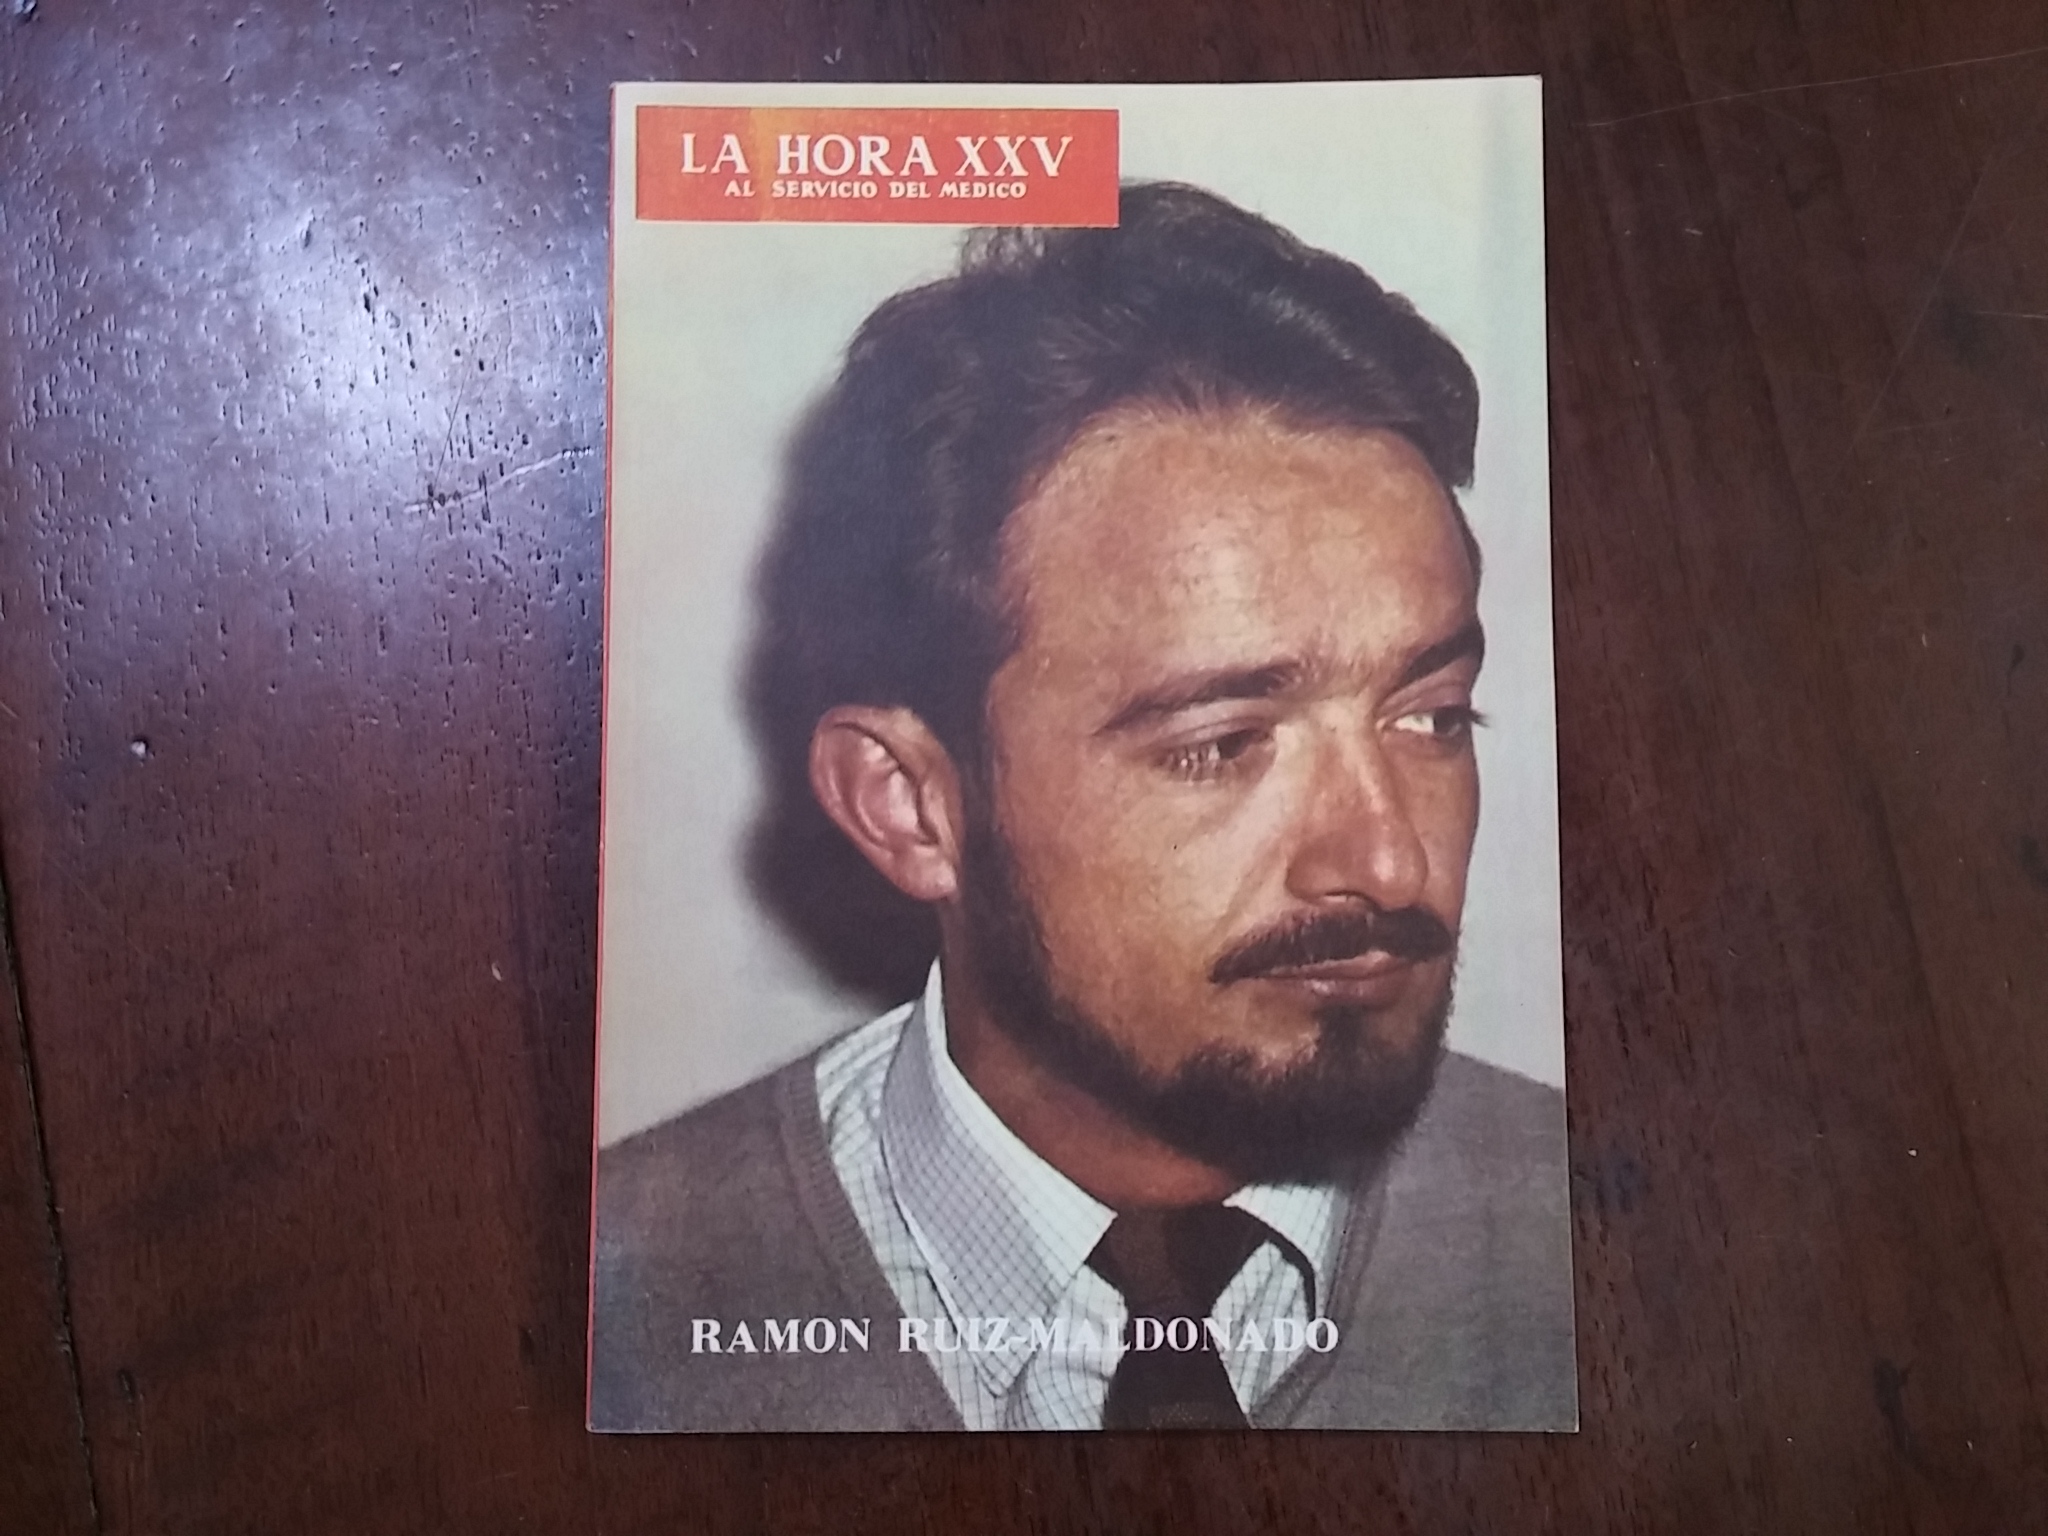 LA HORA XXV
AL SERVICIO DEL MEDICO
RAMON RUIZ-MALDONADO